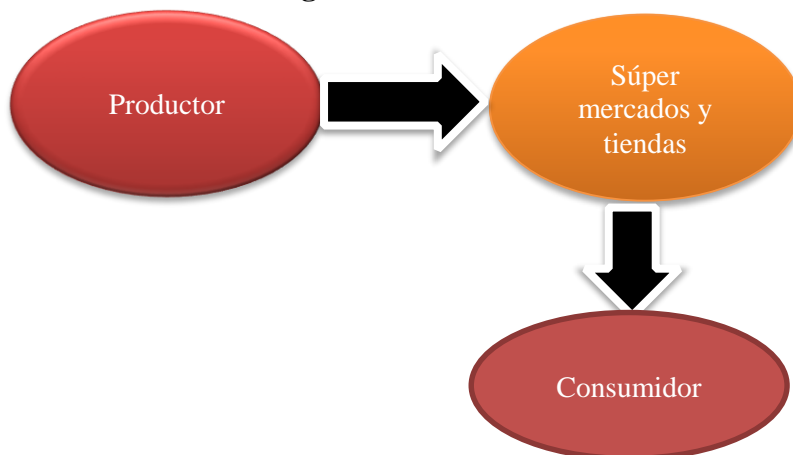 Productor
Súper
mercados y
tiendas
Consumidor